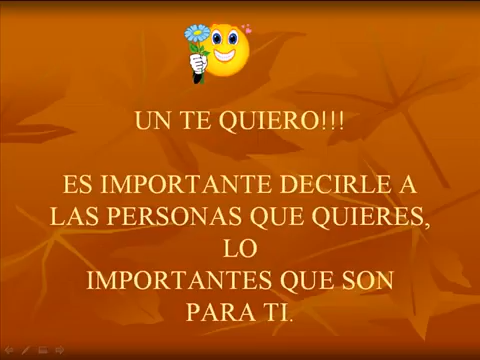 UN TE QUIERO!!!
ES IMPORTANTE DECIRLE A
LAS PERSONAS QUE QUIERES,
LO
IMPORTANTES QUE SON
PARA TI.